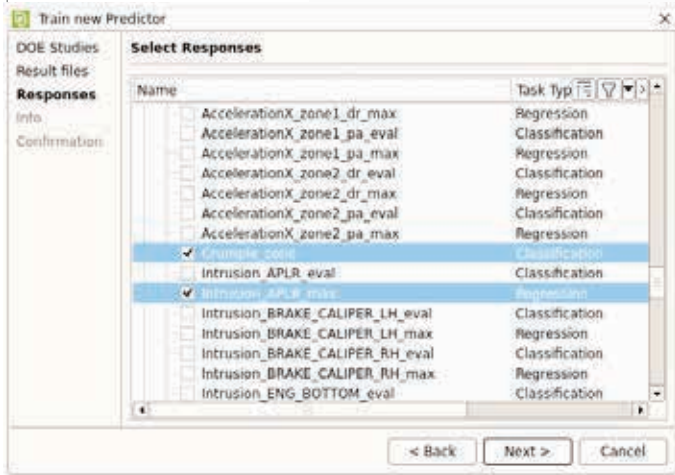 Train new Predictor
DOE Studies
Result files
Responses
Info
Confirmation
Select Responses
Name Task Typ
AccelerationX_zone1_dr_max Regression
AccelerationX_zone1_pa_eval Classification
AccelerationX_zone1_pa_max Regression
AccelerationX_zone2_dr_eval Classification
AccelerationX_zone2_dr_max Regression
AccelerationX_zone2_pa_eval Classification
AccelerationX_zone2_pa_max Regression
Crumple_zone Classification
Intrusion_APLR_eval Classification
Intrusion_APLR_max Regression
Intrusion_BRAKE_CALIPER_LH_eval Classification
Intrusion_BRAKE_CALIPER_LH_max Regression
Intrusion_BRAKE_CALIPER_RH_eval Classification
Intrusion_BRAKE_CALIPER_RH_max Regression
Intrusion_ENG_BOTTOM_eval Classification
< Back Next > Cancel